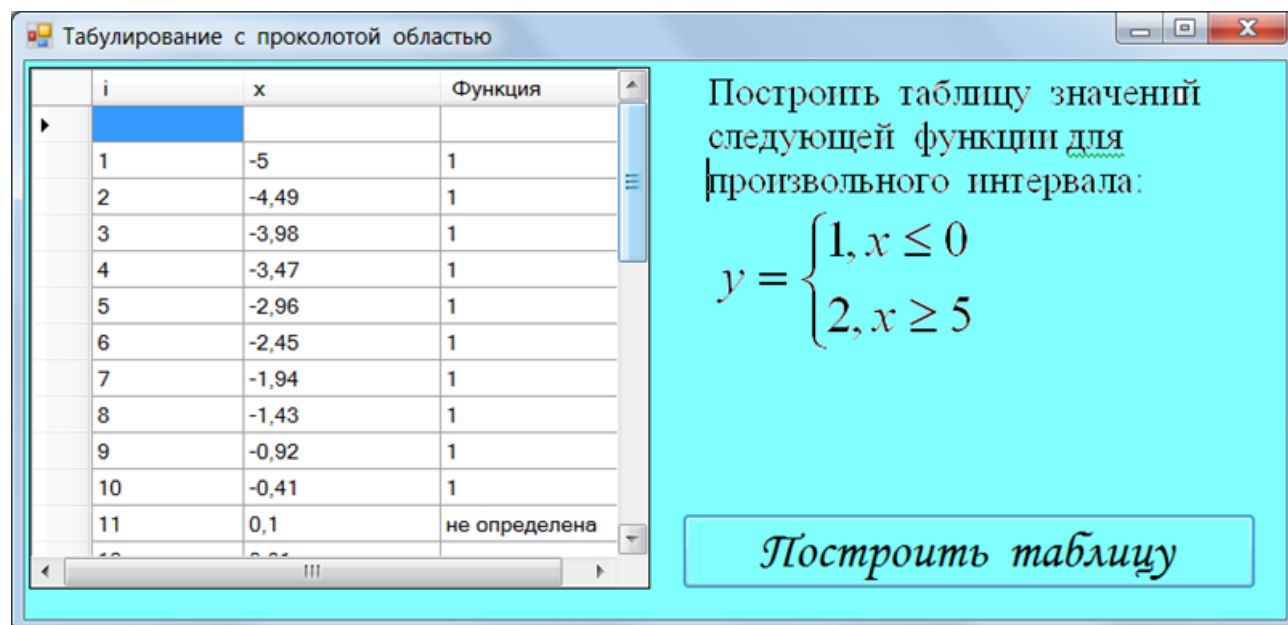 Табулирование с проколотой областью
i x Функция
1 -5 1
2 -4,49 1
3 -3,98 1
4 -3,47 1
5 -2,96 1
6 -2,45 1
7 -1,94 1
8 -1,43 1
9 -0,92 1
10 -0,41 1
11 0,1 не определена
Построить таблицу значений
следующей функции для
произвольного интервала:
y = {1, x ≤ 0
2, x ≥ 5
Построить таблицу